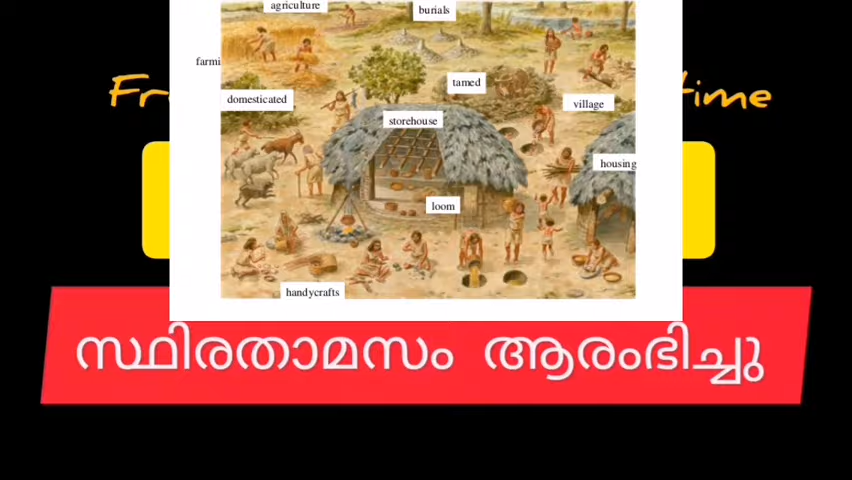 agriculture
burials
farmi
Fr
time
tamed
domesticated
village
storehouse
housing
loom
handycrafts
സ്ഥിരതാമസം ആരംഭിച്ചു